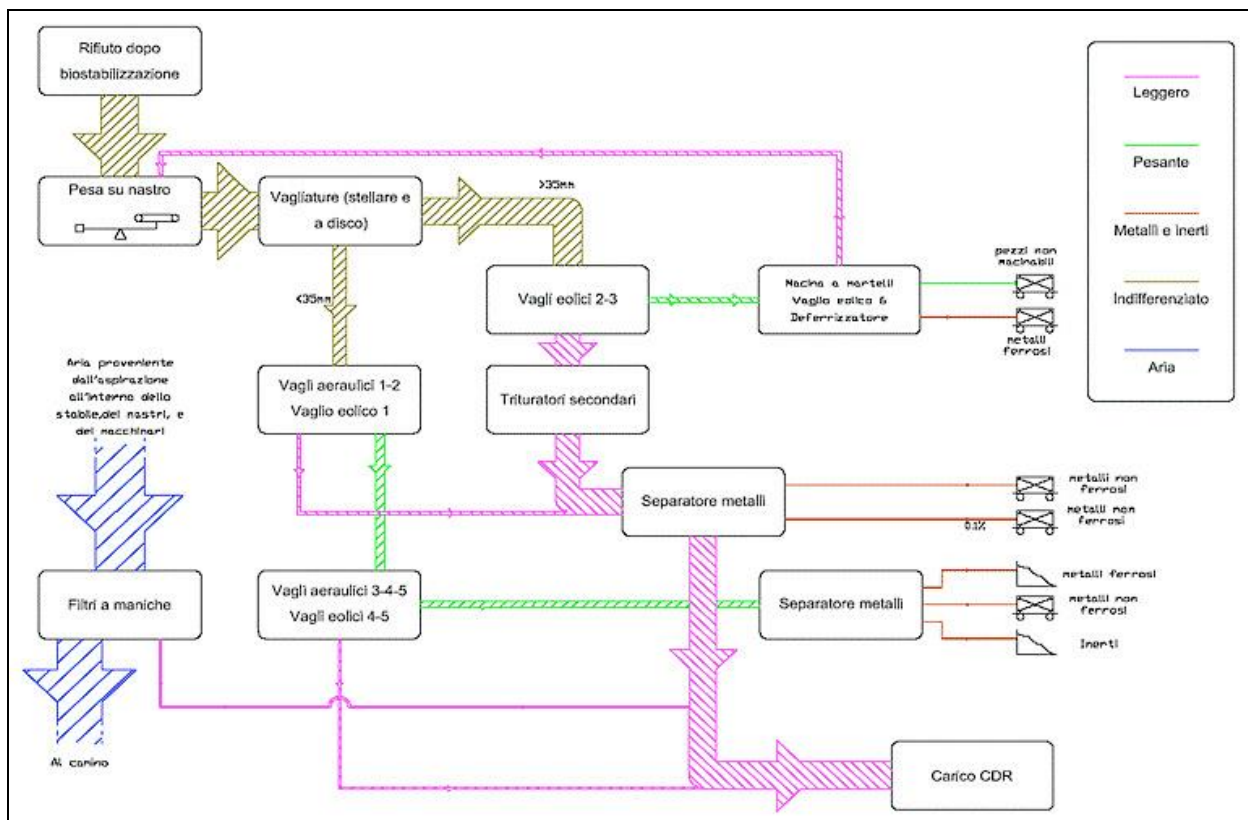 Rifiuto dopo
biostabilizzazione
Pesa su nastro
Vagliature (stellare e
a disco)
>35mm
<35mm
Vagli eolici 2-3
Macina a martelli
Vaglio eolico 6
Deferrizzatore
pezzi non
macinabili
metalli
ferrosi
Leggero
Pesante
Metalli e inerti
Indifferenziato
Aria
Aria proveniente
dall'aspirazione
all'interno dello
stabile,dei nastri, e
dei macchinari
Vagli aeraulici 1-2
Vaglio eolico 1
Trituratori secondari
Separatore metalli
metalli non
ferrosi
0.1%
metalli non
ferrosi
Filtri a maniche
Vagli aeraulici 3-4-5
Vagli eolici 4-5
Separatore metalli
metalli ferrosi
metalli non
ferrosi
Inerti
Al camino
Carico CDR